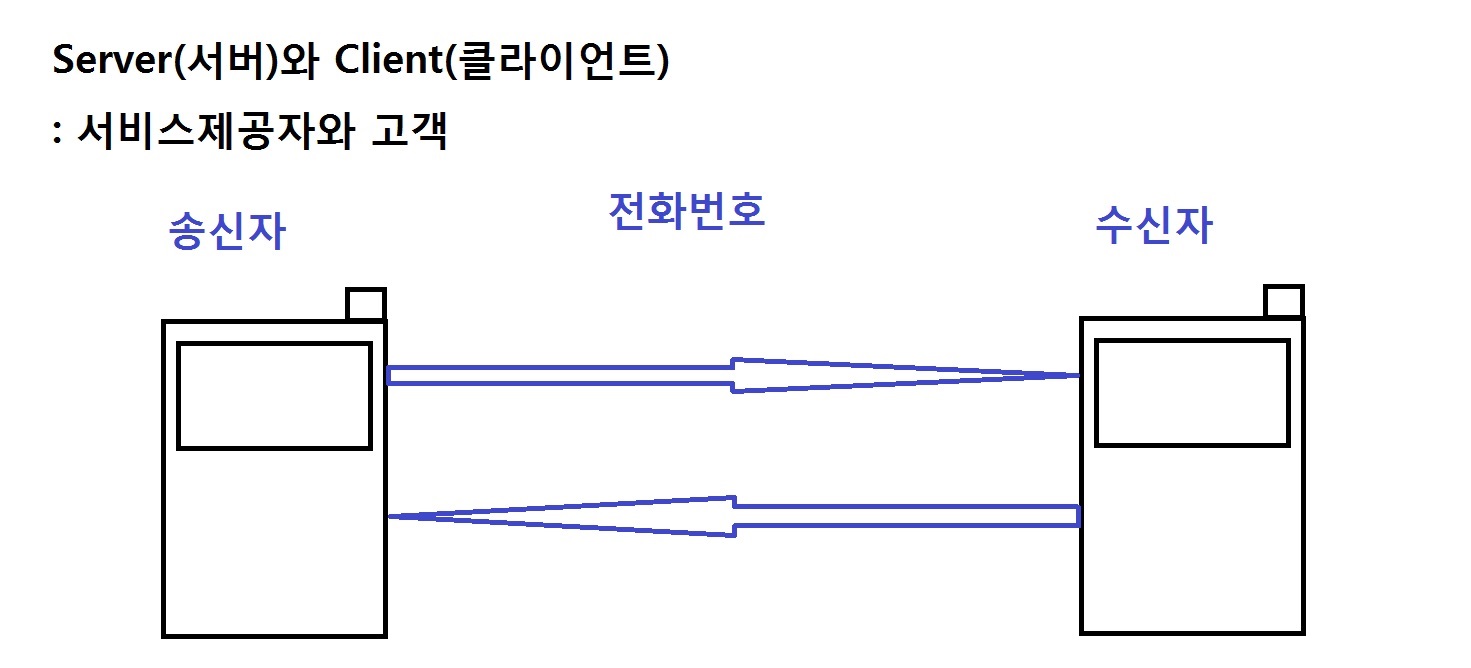 Server(서버)와 Client(클라이언트)
: 서비스제공자와 고객
송신자
전화번호
수신자